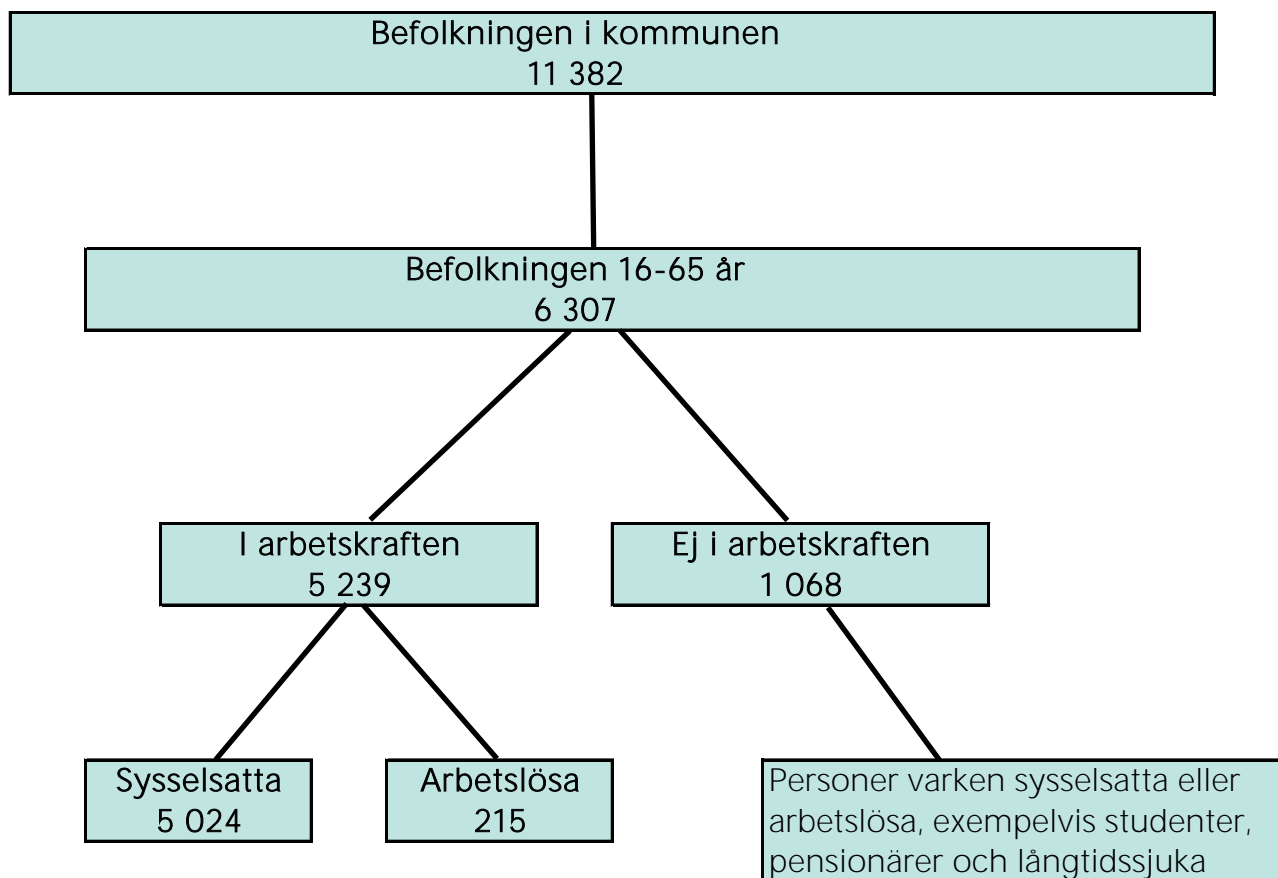 Befolkningen i kommunen
11 382
Befolkningen 16-65 år
6 307
I arbetskraften
5 239
Ej i arbetskraften
1 068
Sysselsatta
5 024
Arbetslösa
215
Personer varken sysselsatta eller
arbetslösa, exempelvis studenter,
pensionärer och långtidssjuka